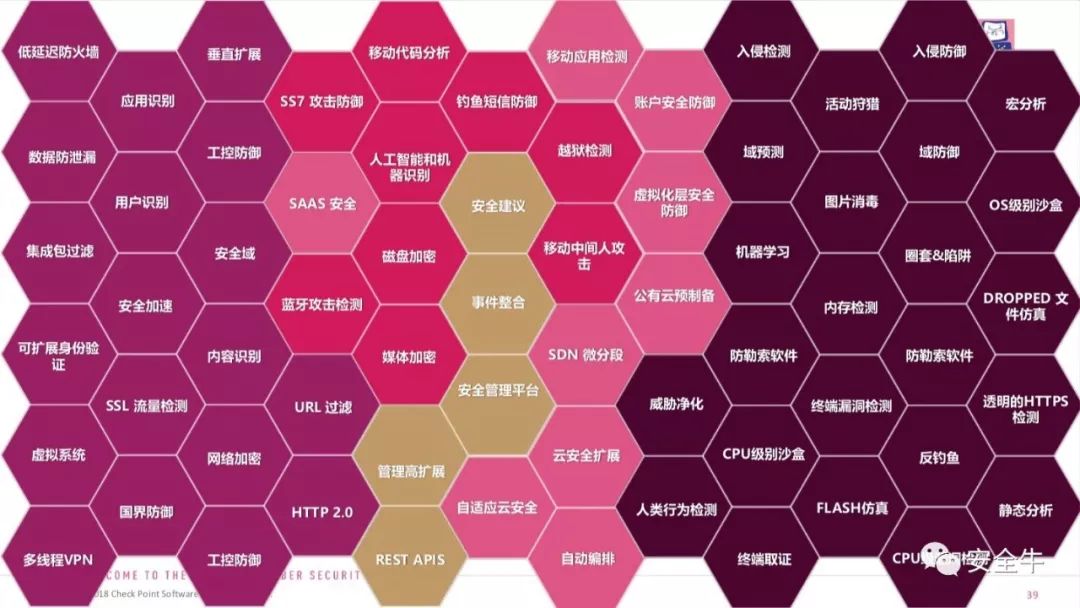 低延迟防火墙
数据防泄漏
集成包过滤
可扩展身份验
证
虚拟系统
多线程VPN
应用识别
用户识别
安全加速
SSL 流量检测
国界防御
垂直扩展
工控防御
安全域
内容识别
网络加密
工控防御
SS7 攻击防御
SAAS 安全
蓝牙攻击检测
URL 过滤
HTTP 2.0
移动代码分析
人工智能和机
器识别
磁盘加密
媒体加密
管理高扩展
REST APIS
钓鱼短信防御
安全建议
事件整合
安全管理平台
自适应云安全
移动应用检测
越狱检测
移动中间人攻
击
SDN 微分段
云安全扩展
自动编排
账户安全防御
虚拟化层安全
防御
公有云预制备
威胁净化
人类行为检测
入侵检测
域预测
机器学习
防勒索软件
CPU级别沙盒
终端取证
活动狩猎
图片消毒
内存检测
终端漏洞检测
FLASH仿真
入侵防御
域防御
圈套&陷阱
防勒索软件
反钓鱼
宏分析
OS级别沙盒
DROPPED 文
件仿真
透明的HTTPS
检测
静态分析
COME TO THE
DER SECURIT
018 Check Point Software
安全牛
39